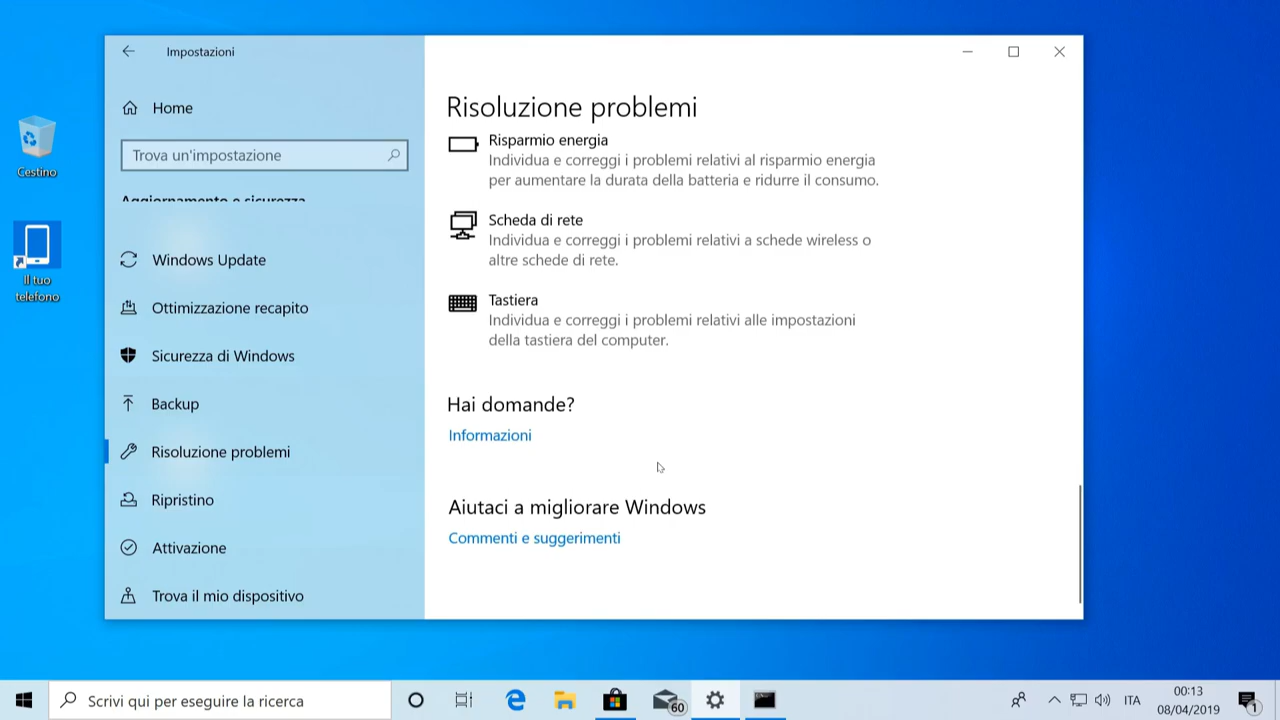 Cestino
Il tuo
telefono
Impostazioni
Home
Trova un'impostazione
Aggiornamento e sicurezza
Windows Update
Ottimizzazione recapito
Sicurezza di Windows
Backup
Risoluzione problemi
Ripristino
Attivazione
Trova il mio dispositivo
Risoluzione problemi
Risparmio energia
Individua e correggi i problemi relativi al risparmio energia
per aumentare la durata della batteria e ridurre il consumo.
Scheda di rete
Individua e correggi i problemi relativi a schede wireless o
altre schede di rete.
Tastiera
Individua e correggi i problemi relativi alle impostazioni
della tastiera del computer.
Hai domande?
Informazioni
Aiutaci a migliorare Windows
Commenti e suggerimenti
Scrivi qui per eseguire la ricerca
60
ITA
00:13
08/04/2019
1